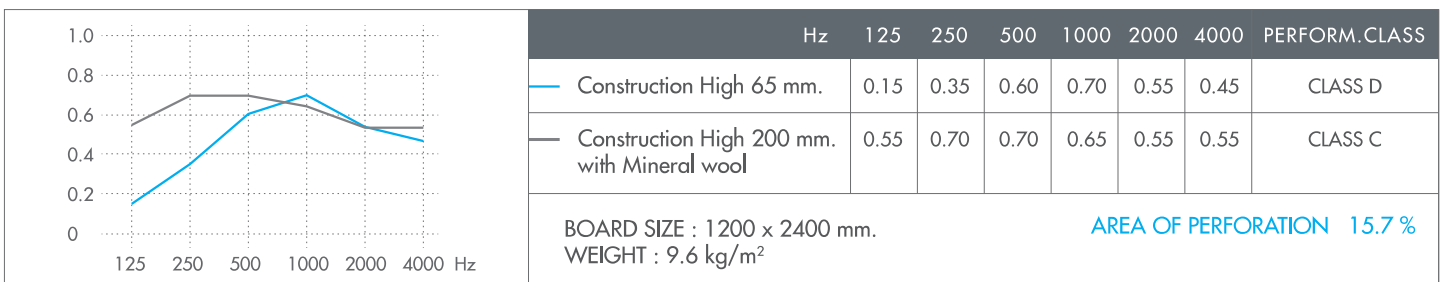 1.0
0.8
0.6
0.4
0.2
0
125 250 500 1000 2000 4000 Hz
Hz 125 250 500 1000 2000 4000 PERFORM.CLASS
Construction High 65 mm. 0.15 0.35 0.60 0.70 0.55 0.45 CLASS D
Construction High 200 mm. 0.55 0.70 0.70 0.65 0.55 0.55 CLASS C
with Mineral wool
BOARD SIZE : 1200 x 2400 mm. AREA OF PERFORATION 15.7 %
WEIGHT : 9.6 kg/m²